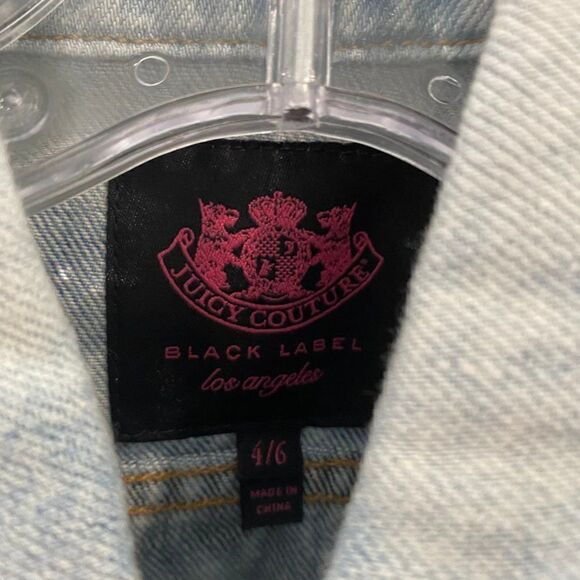 JUICY COUTURE®
BLACK LABEL
los angeles
4/6
MADE IN
CHINA